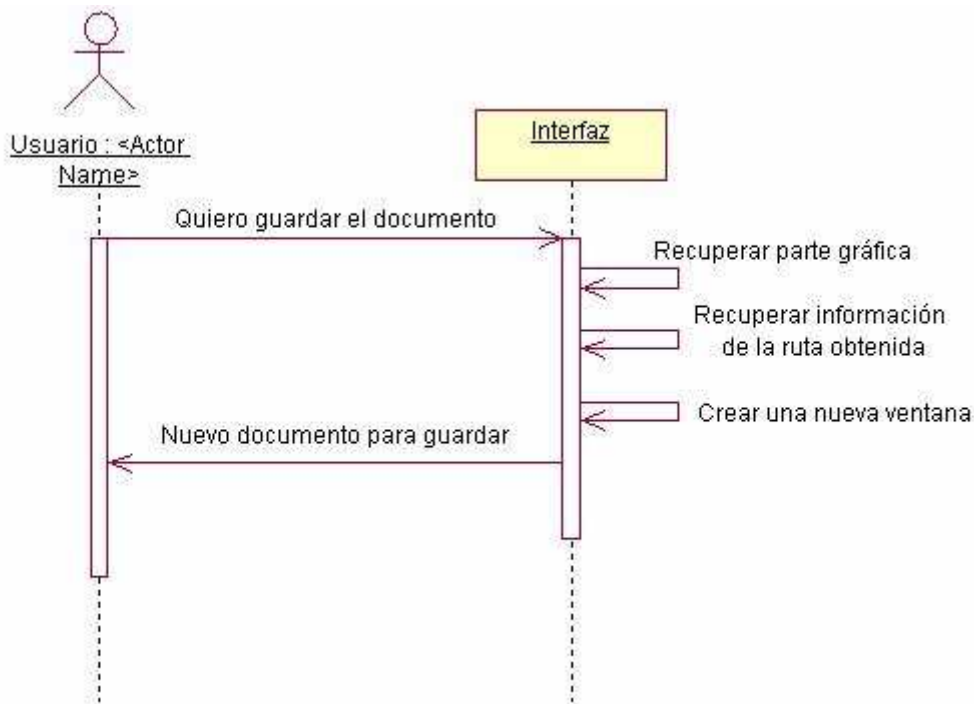 Usuario : <Actor
Name>
Interfaz
Quiero guardar el documento
Recuperar parte gráfica
Recuperar información
de la ruta obtenida
Crear una nueva ventana
Nuevo documento para guardar